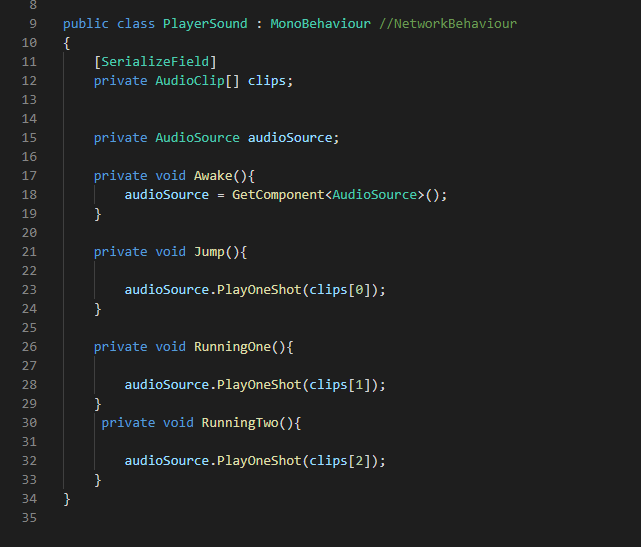 8
9 public class PlayerSound : MonoBehaviour //NetworkBehaviour
10 {
11     [SerializeField]
12     private AudioClip[] clips;
13
14
15     private AudioSource audioSource;
16
17     private void Awake(){
18         audioSource = GetComponent<AudioSource>();
19     }
20
21     private void Jump(){
22
23         audioSource.PlayOneShot(clips[0]);
24     }
25
26     private void RunningOne(){
27
28         audioSource.PlayOneShot(clips[1]);
29     }
30      private void RunningTwo(){
31
32         audioSource.PlayOneShot(clips[2]);
33     }
34 }
35